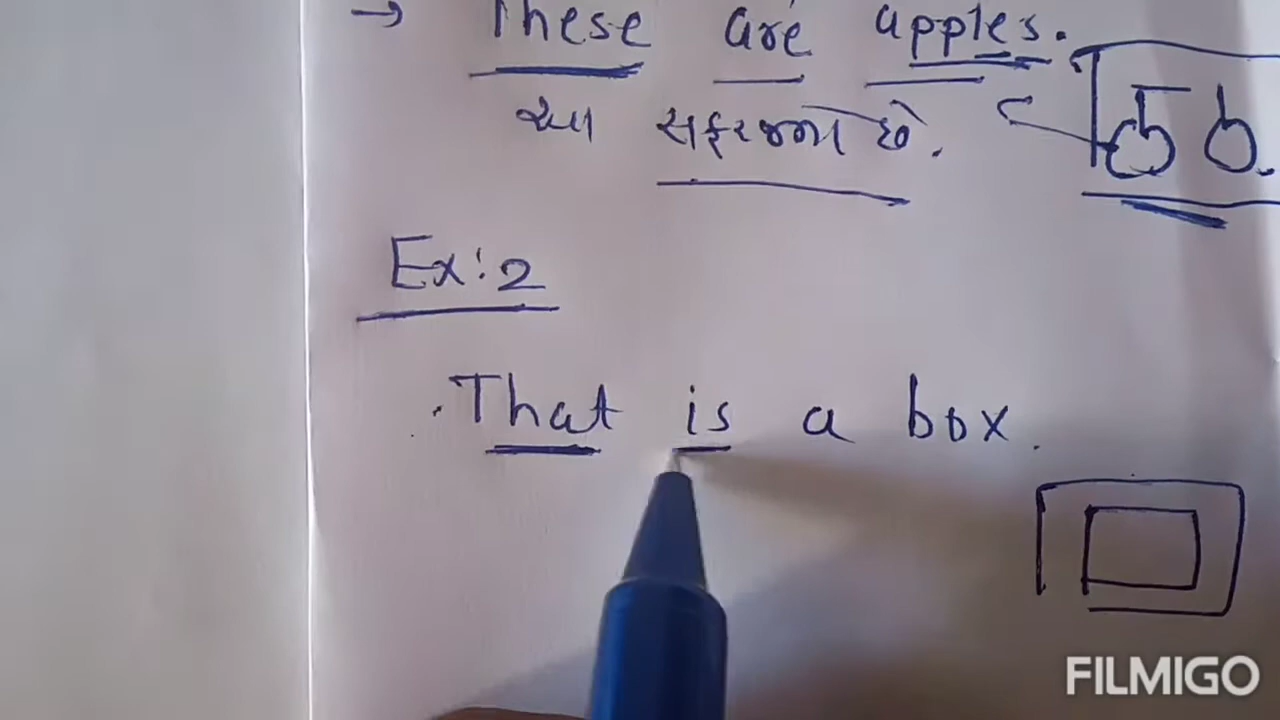 → These are apples.
આ સફરજનો છે.
Ex:2
That is a box.
FILMIGO